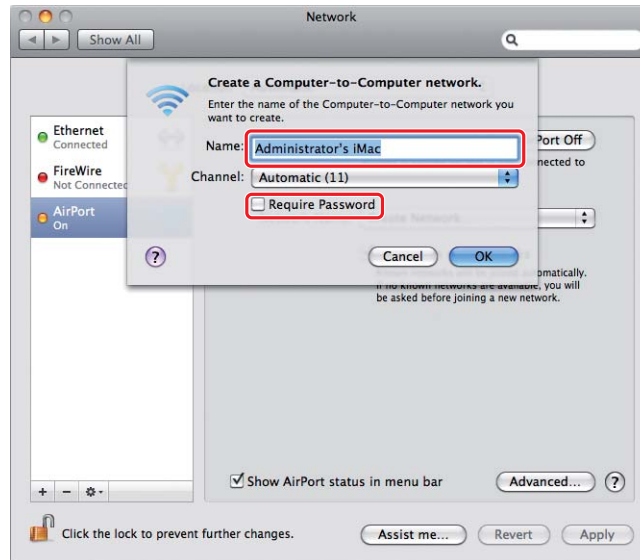 Network
Show All
Create a Computer-to-Computer network.
Enter the name of the Computer-to-Computer network you
want to create.
Name: Administrator's iMac
Channel: Automatic (11)
Require Password
Cancel OK
Ethernet
Connected
FireWire
Not Connected
AirPort
On
Port Off
nected to
omatically.
If no known networks are available, you will
be asked before joining a new network.
Show AirPort status in menu bar
Advanced... ?
Click the lock to prevent further changes.
Assist me... Revert Apply